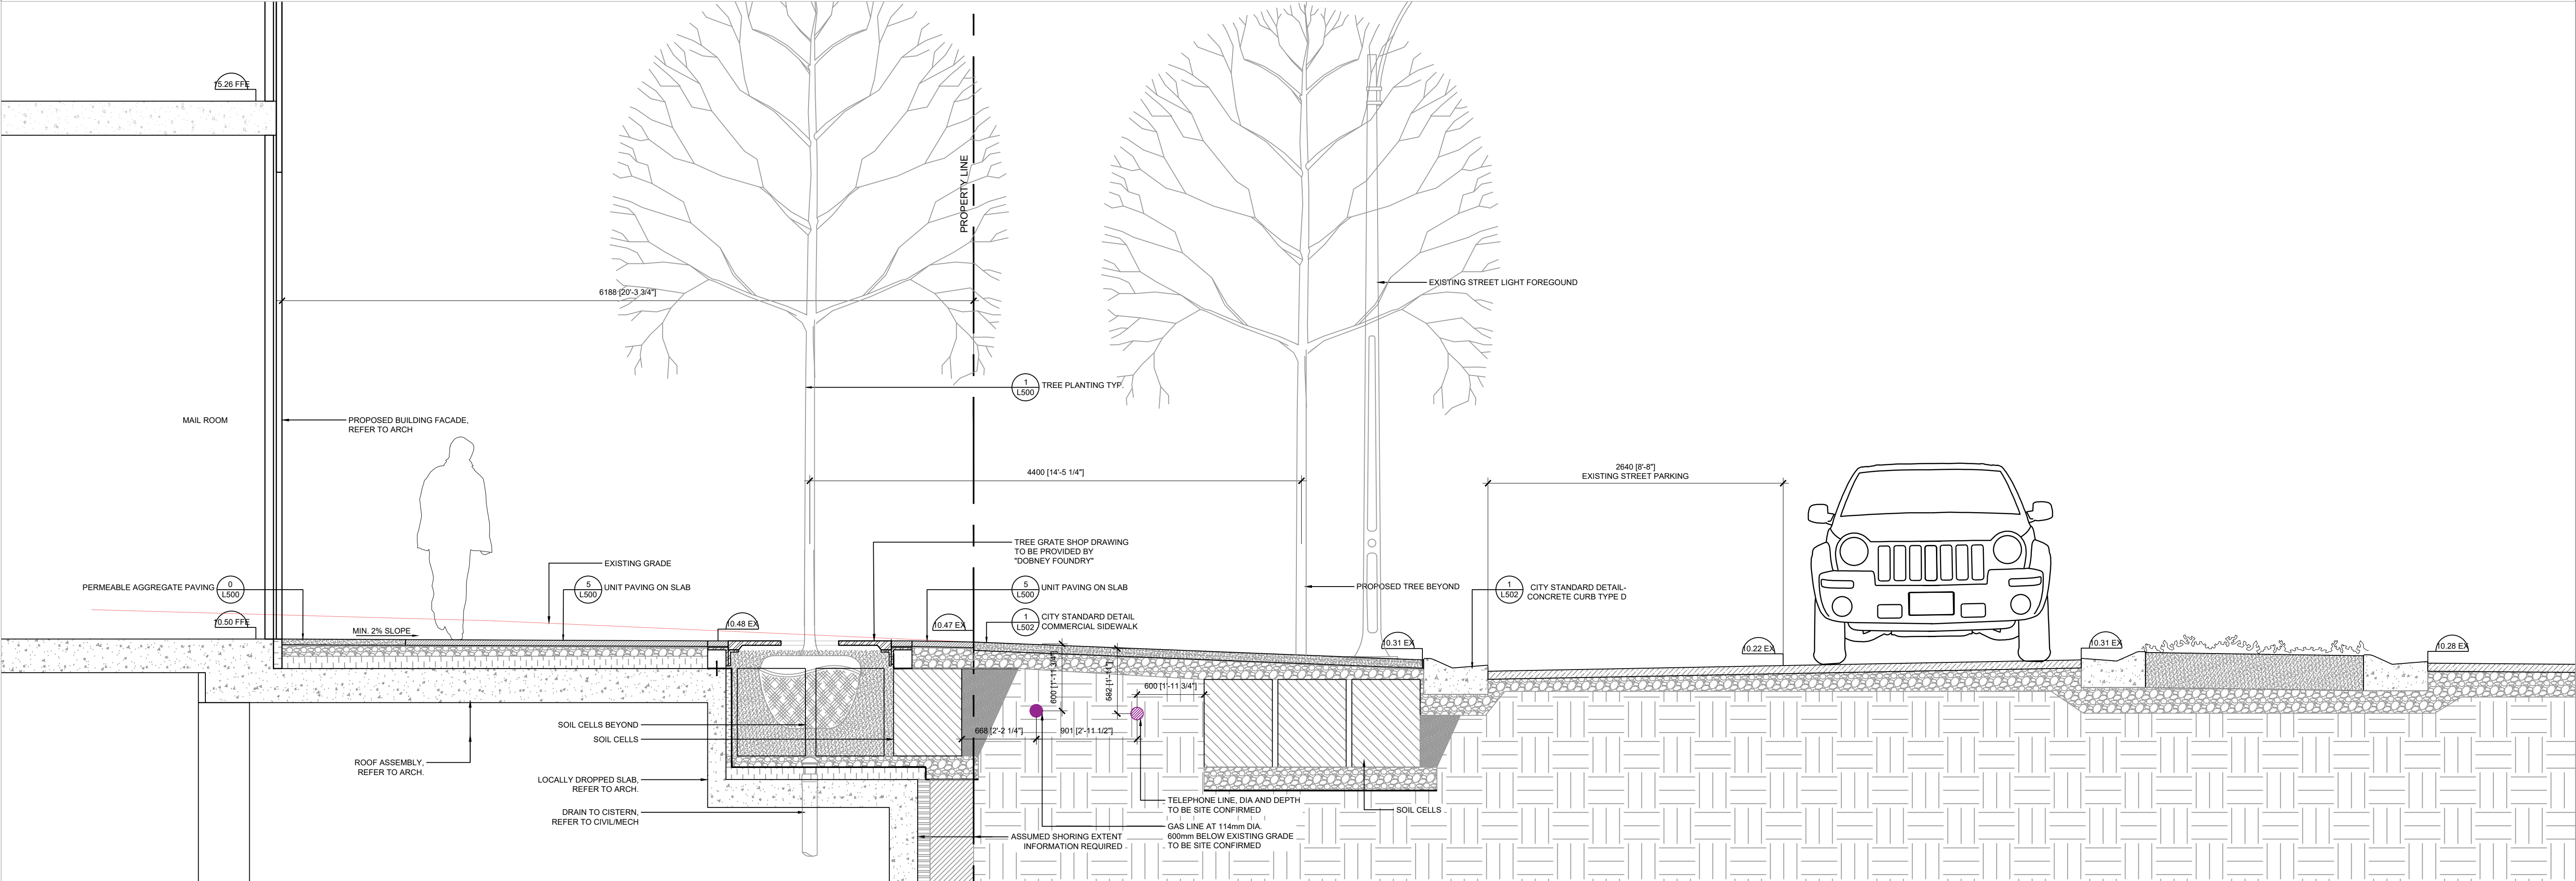 15.26 FFE
PROPERTY LINE
6188 [20'-3 3/4"]
EXISTING STREET LIGHT FOREGOUND
1
L500
TREE PLANTING TYP.
MAIL ROOM
PROPOSED BUILDING FACADE,
REFER TO ARCH
4400 [14'-5 1/4"]
2640 [8'-8"]
EXISTING STREET PARKING
TREE GRATE SHOP DRAWING
TO BE PROVIDED BY
"DOBNEY FOUNDRY"
EXISTING GRADE
PERMEABLE AGGREGATE PAVING
0
L500
5
L500
UNIT PAVING ON SLAB
5
L500
UNIT PAVING ON SLAB
PROPOSED TREE BEYOND
1
L502
CITY STANDARD DETAIL-
CONCRETE CURB TYPE D
10.50 FFE
MIN. 2% SLOPE
10.48 EX
10.47 EX
1
L502
CITY STANDARD DETAIL
COMMERCIAL SIDEWALK
10.31 EX
10.22 EX
10.31 EX
10.28 EX
600 [1'-11 3/4"]
582 [1'-11"]
600 [1'-11 3/4"]
SOIL CELLS BEYOND
SOIL CELLS
668 [2'-2 1/4"]
901 [2'-11 1/2"]
ROOF ASSEMBLY,
REFER TO ARCH.
LOCALLY DROPPED SLAB,
REFER TO ARCH.
DRAIN TO CISTERN,
REFER TO CIVIL/MECH
TELEPHONE LINE, DIA AND DEPTH
TO BE SITE CONFIRMED
SOIL CELLS
GAS LINE AT 114mm DIA.
600mm BELOW EXISTING GRADE
TO BE SITE CONFIRMED
ASSUMED SHORING EXTENT
INFORMATION REQUIRED